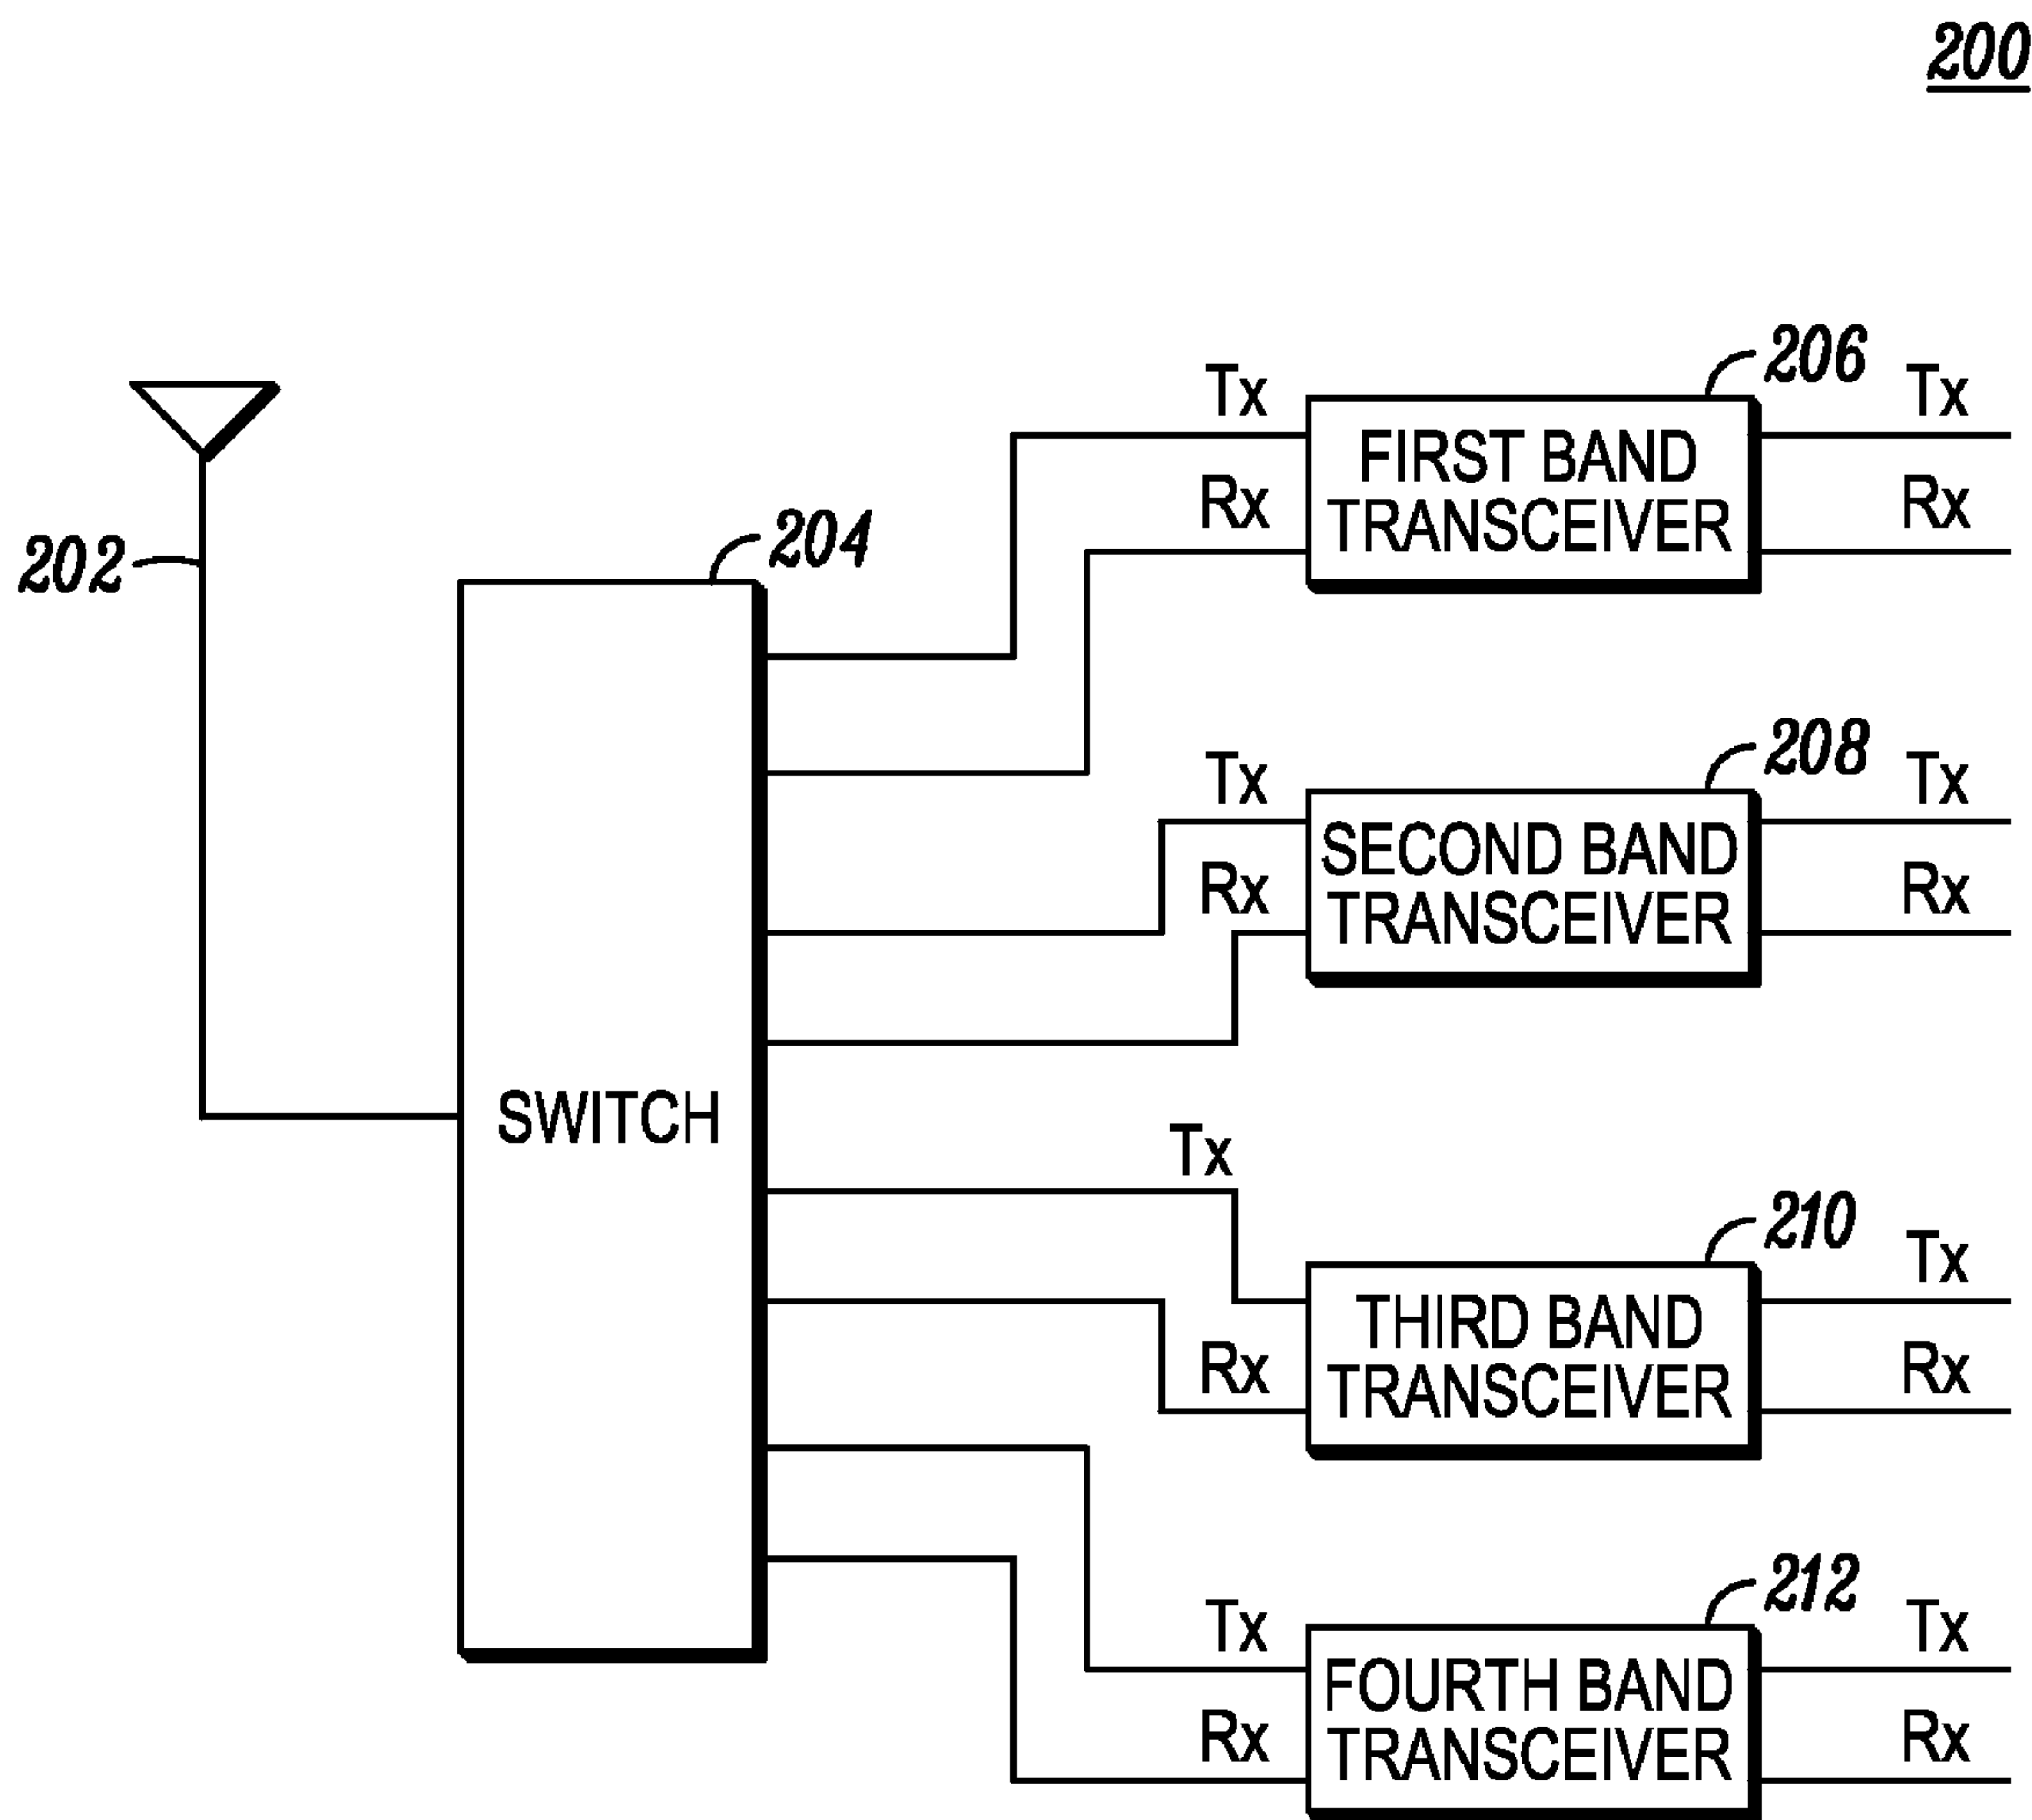 200
206
Tx
FIRST BAND
TRANSCEIVER
Tx
Rx
Rx
202
204
208
Tx
SECOND BAND
TRANSCEIVER
Tx
Rx
Rx
SWITCH
Tx
210
THIRD BAND
TRANSCEIVER
Tx
Rx
Rx
212
Tx
FOURTH BAND
TRANSCEIVER
Tx
Rx
Rx